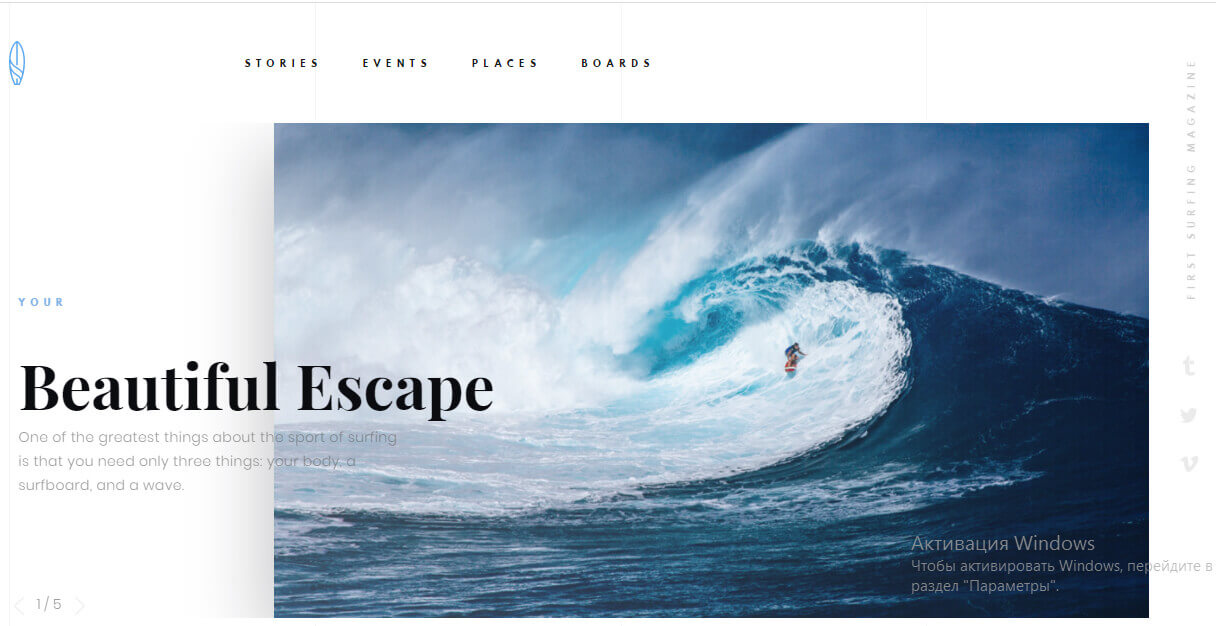 STORIES
EVENTS
PLACES
BOARDS
FIRST SURFING MAGAZINE
YOUR
Beautiful Escape
One of the greatest things about the sport of surfing
is that you need only three things: your body, a
surfboard, and a wave.
Активация Windows
Чтобы активировать Windows, перейдите в
раздел "Параметры".
1 / 5